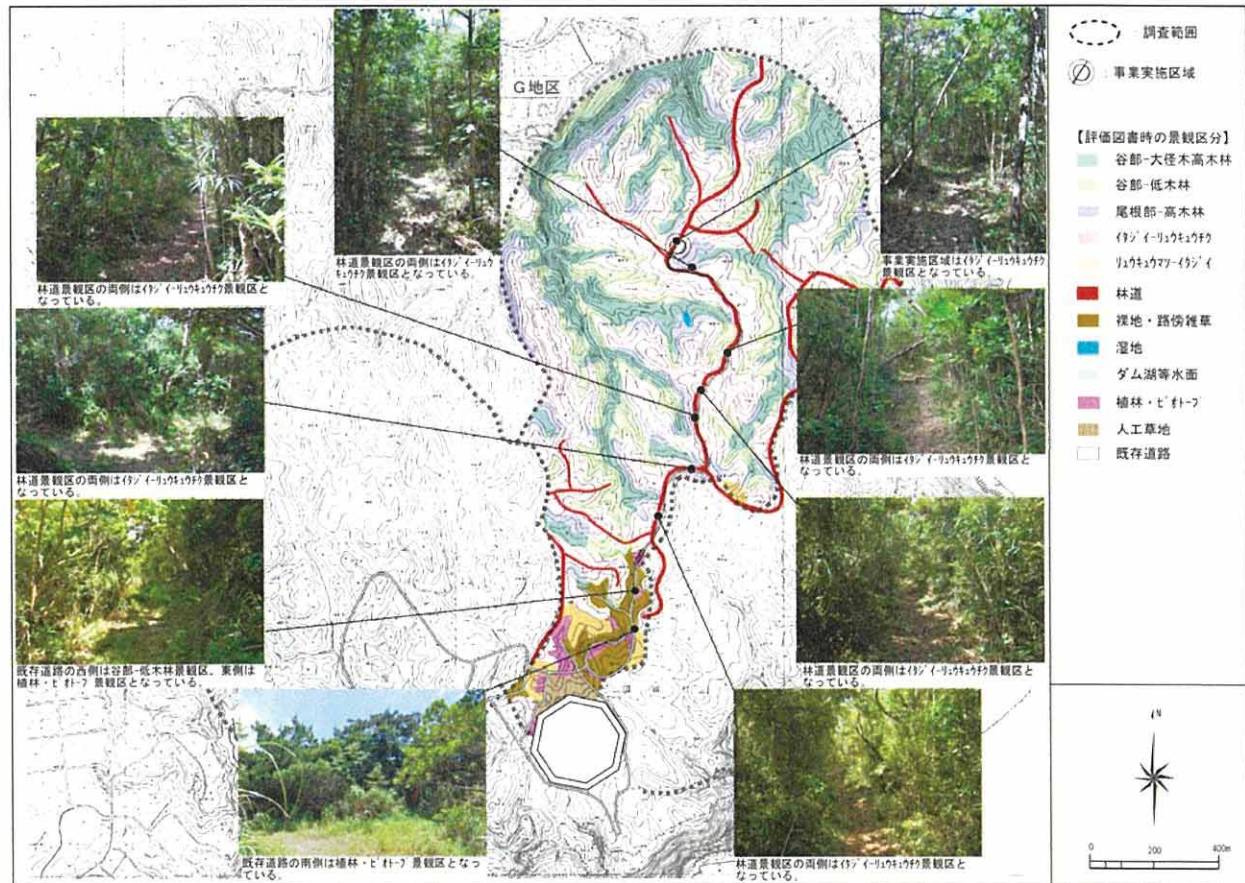 G地区
林道景観区の両側はイタジイーリュウキュウチク景観区と
なっている。
林道景観区の両側はイタジイーリュウ
キュウチク景観区となっている。
事業実施区域はイタジイーリュウキュウチク
景観区となっている。
林道景観区の両側はイタジイーリュウキュウチク景観区と
なっている。
林道景観区の両側はイタジイーリュウキュウチク景観区と
なっている。
既存道路の西側は谷部-低木林景観区、東側は
植林・ビオトープ 景観区となっている。
林道景観区の両側はイタジイーリュウキュウチク景観区と
なっている。
既存道路の南側は植林・ビオトープ 景観区となっ
ている。
林道景観区の両側はイタジイーリュウキュウチク景観区と
なっている。
: 調査範囲
: 事業実施区域
【評価図書時の景観区分】
谷部-大径木高木林
谷部-低木林
尾根部-高木林
イタジイーリュウキュウチク
リュウキュウマツーイタジイ
林道
裸地・路傍雑草
湿地
ダム湖等水面
植林・ビオトープ
人工草地
既存道路
N
0 200 400m